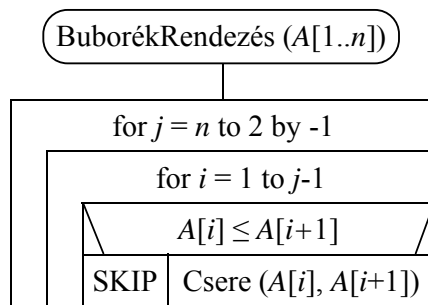 BuborékRendezés (A[1..n])
for j = n to 2 by -1
for i = 1 to j-1
A[i] ≤ A[i+1]
SKIP Csere (A[i], A[i+1])